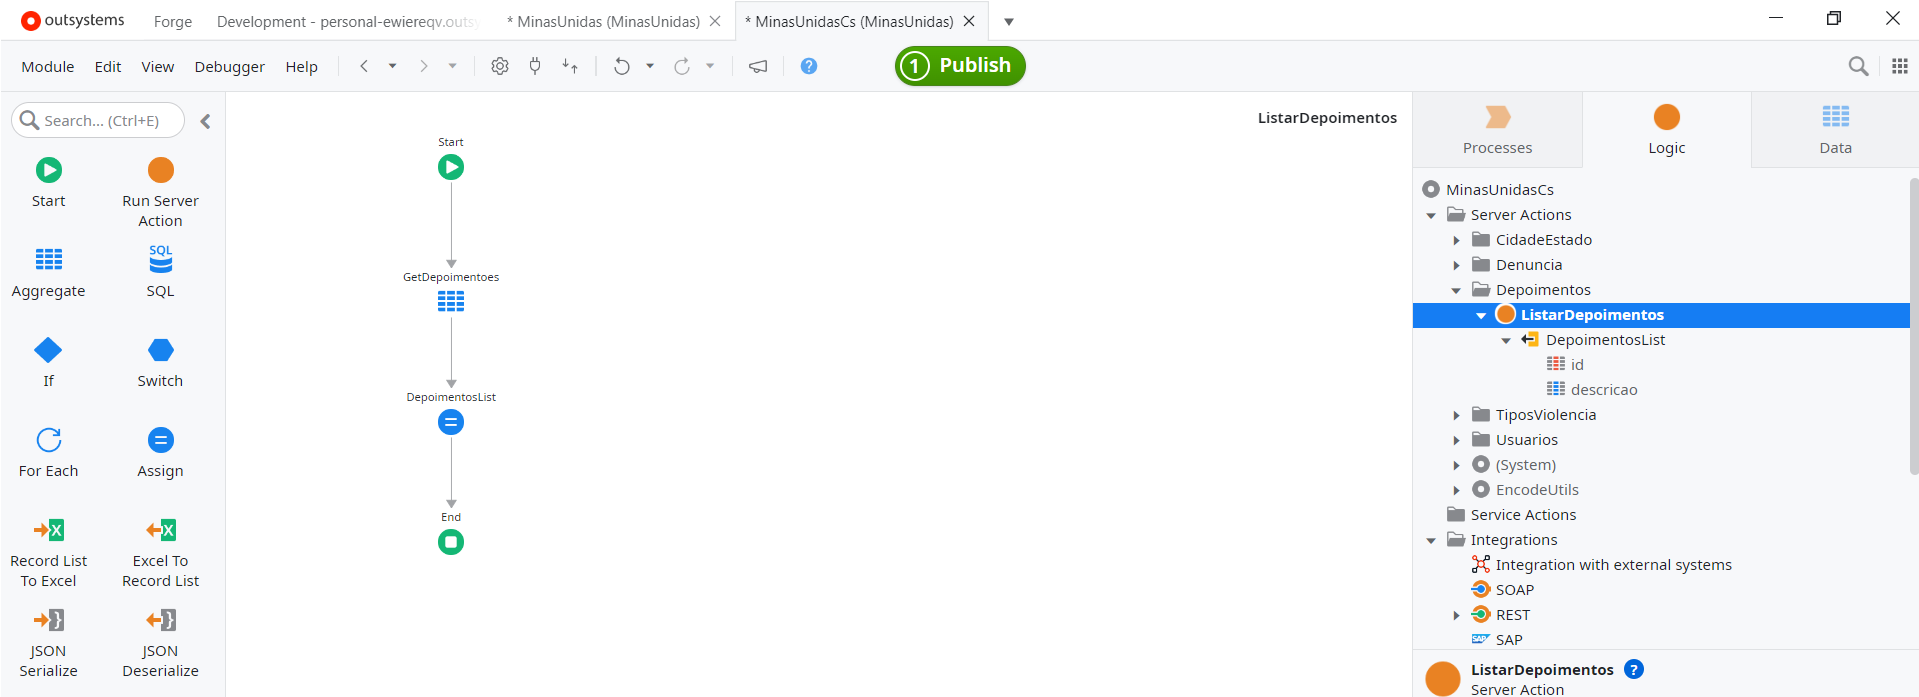 outsystems
Forge
Development - personal-ewiereqv.outs
* MinasUnidas (MinasUnidas)
* MinasUnidasCs (MinasUnidas)
Module
Edit
View
Debugger
Help
?
1
Publish
Search... (Ctrl+E)
Start
Run Server
Action
Aggregate
SQL
SQL
If
Switch
For Each
Assign
Record List
To Excel
Excel To
Record List
JSON
Serialize
JSON
Deserialize
ListarDepoimentos
Start
GetDepoimentoes
DepoimentosList
End
Processes
Logic
Data
MinasUnidasCs
Server Actions
CidadeEstado
Denuncia
Depoimentos
ListarDepoimentos
DepoimentosList
id
descricao
TiposViolencia
Usuarios
(System)
EncodeUtils
Service Actions
Integrations
Integration with external systems
SOAP
REST
SAP
SAP
ListarDepoimentos
?
Server Action